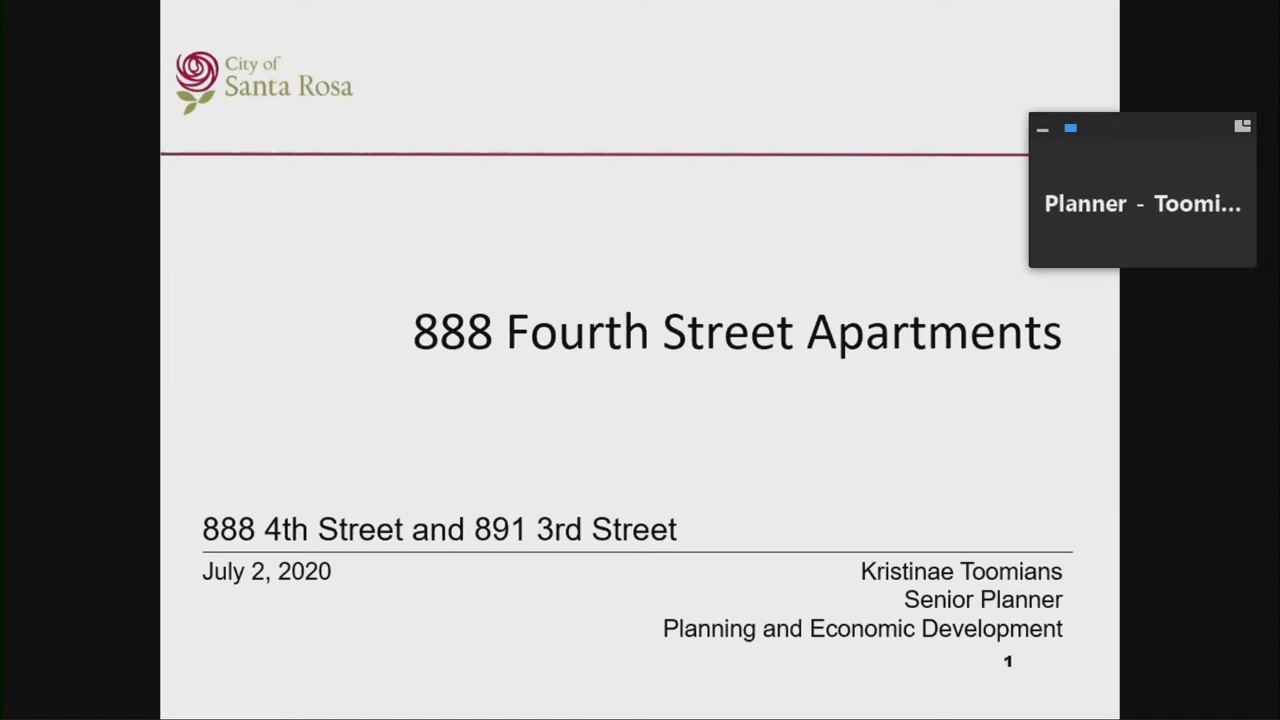 City of
Santa Rosa
Planner - Toomi...
888 Fourth Street Apartments
888 4th Street and 891 3rd Street
July 2, 2020
Kristinae Toomians
Senior Planner
Planning and Economic Development
1